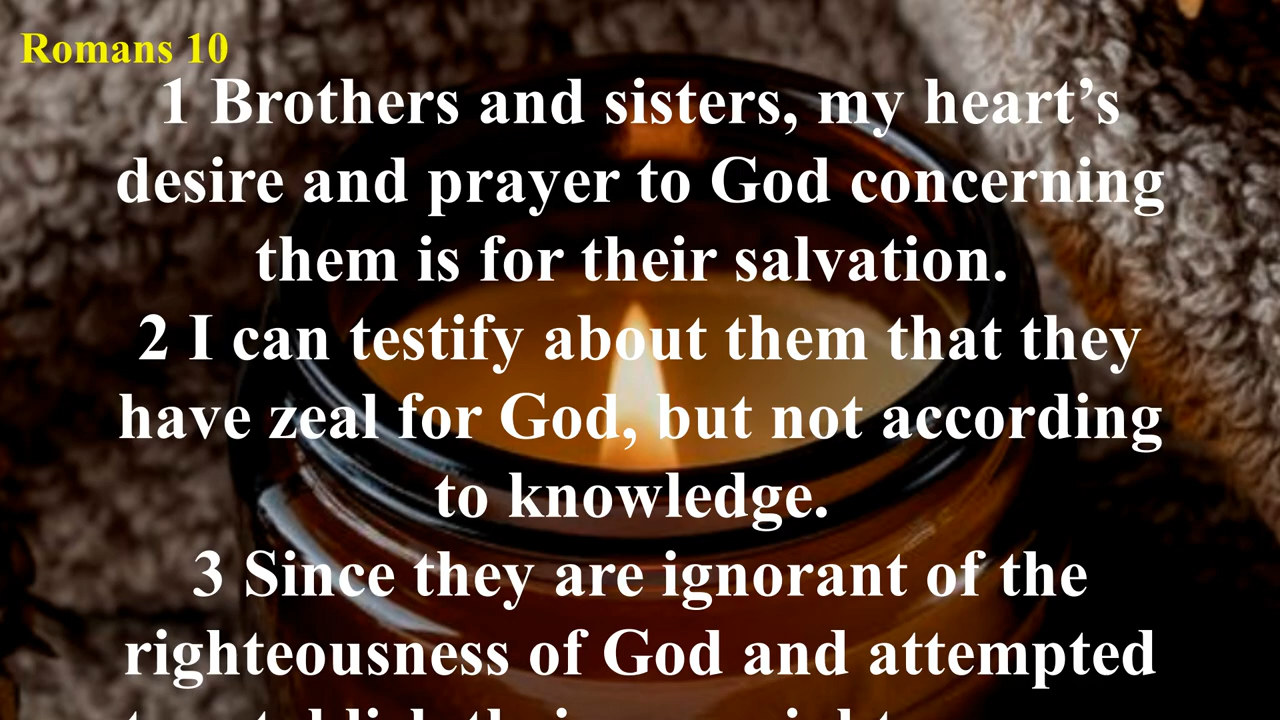 Romans 10
1 Brothers and sisters, my heart’s
desire and prayer to God concerning
them is for their salvation.
2 I can testify about them that they
have zeal for God, but not according
to knowledge.
3 Since they are ignorant of the
righteousness of God and attempted